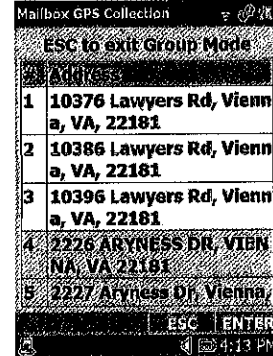 Mailbox GPS Collection
ESC to exit Group Mode
# Address
1 10376 Lawyers Rd, Vienn
a, VA, 22181
2 10386 Lawyers Rd, Vienn
a, VA, 22181
3 10396 Lawyers Rd, Vienn
a, VA, 22181
4 2226 ARYNESS DR, VIEN
NA, VA 22181
5 2227 Aryness Dr, Vienna,
ESC ENTER
4:13 PM